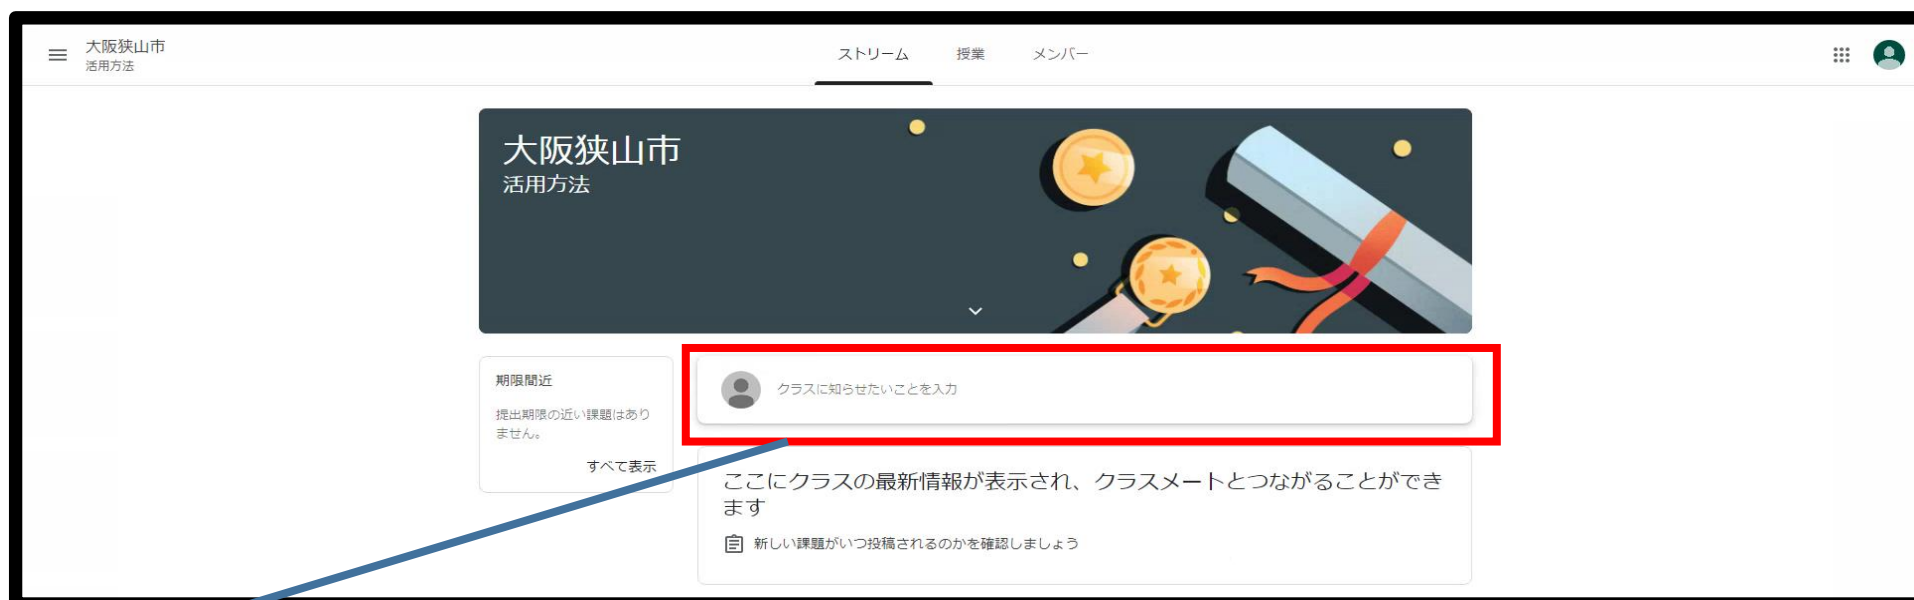 大阪狭山市
活用方法
ストリーム 授業 メンバー
大阪狭山市
活用方法
期限間近
提出期限の近い課題はあり
ません。
すべて表示
クラスに知らせたいことを入力
ここにクラスの最新情報が表示され、クラスメートとつながることができ
ます
新しい課題がいつ投稿されるのかを確認しましょう